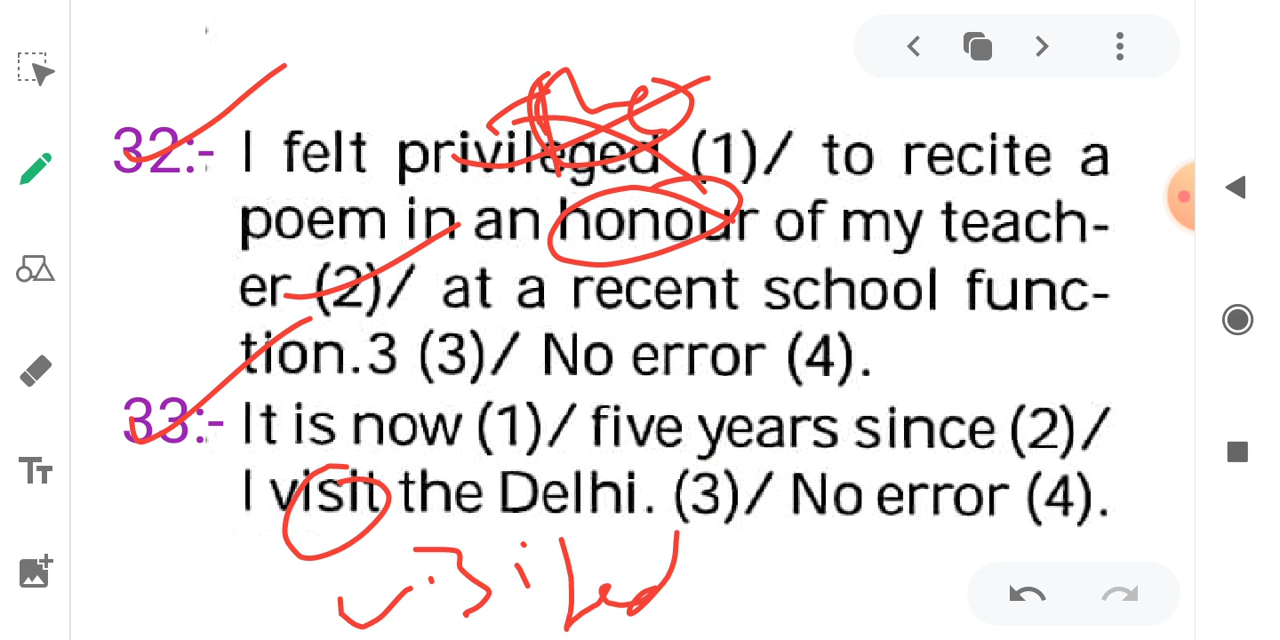 32:- I felt privileged (1)/ to recite a
poem in an honour of my teach-
er (2)/ at a recent school func-
tion.3 (3)/ No error (4).
33:- It is now (1)/ five years since (2)/
I visit the Delhi. (3)/ No error (4).
visited
Tт